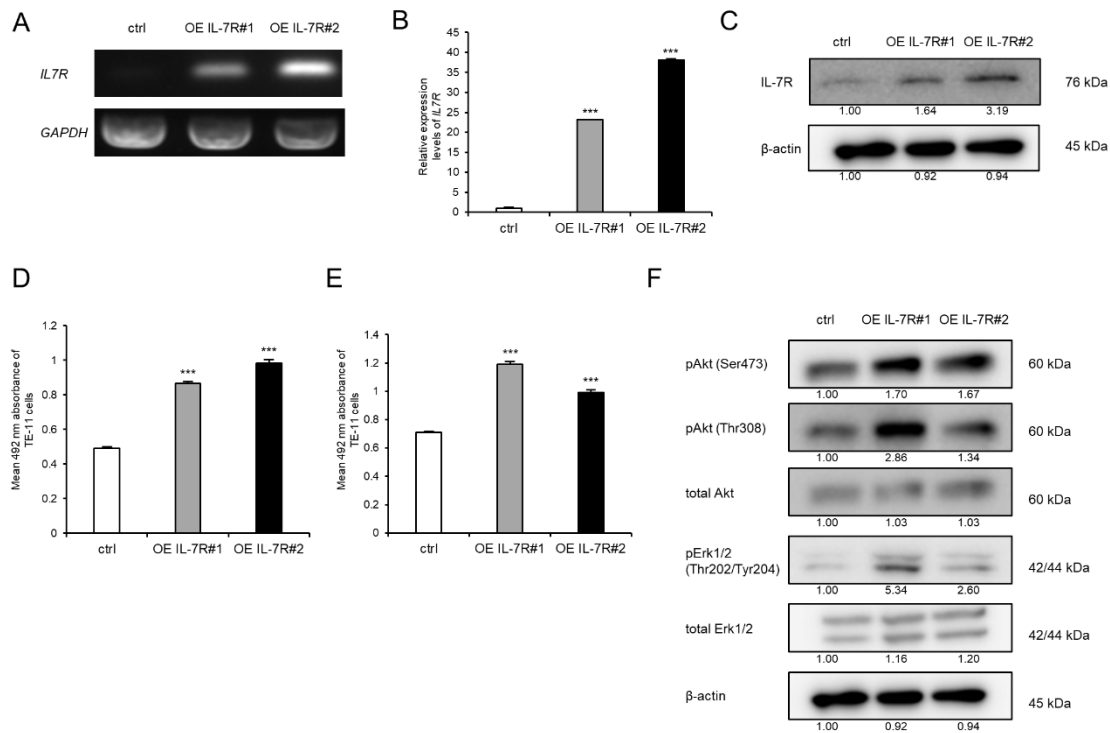 A
ctrl OE IL-7R#1 OE IL-7R#2
IL7R
GAPDH
B
Relative expression
levels of IL7R
45
40
35
30
25
20
15
10
5
0
***
***
ctrl OE IL-7R#1 OE IL-7R#2
C
ctrl OE IL-7R#1 OE IL-7R#2
IL-7R 76 kDa
1.00 1.64 3.19
β-actin 45 kDa
1.00 0.92 0.94
D
Mean 492 nm absorbance of
TE-11 cells
1.2
1
0.8
0.6
0.4
0.2
0
***
***
ctrl OE IL-7R#1 OE IL-7R#2
E
Mean 492 nm absorbance of
TE-11 cells
1.4
1.2
1
0.8
0.6
0.4
0.2
0
***
***
ctrl OE IL-7R#1 OE IL-7R#2
F
ctrl OE IL-7R#1 OE IL-7R#2
pAkt (Ser473) 60 kDa
1.00 1.70 1.67
pAkt (Thr308) 60 kDa
1.00 2.86 1.34
total Akt 60 kDa
1.00 1.03 1.03
pErk1/2
(Thr202/Tyr204) 42/44 kDa
1.00 5.34 2.60
total Erk1/2 42/44 kDa
1.00 1.16 1.20
β-actin 45 kDa
1.00 0.92 0.94